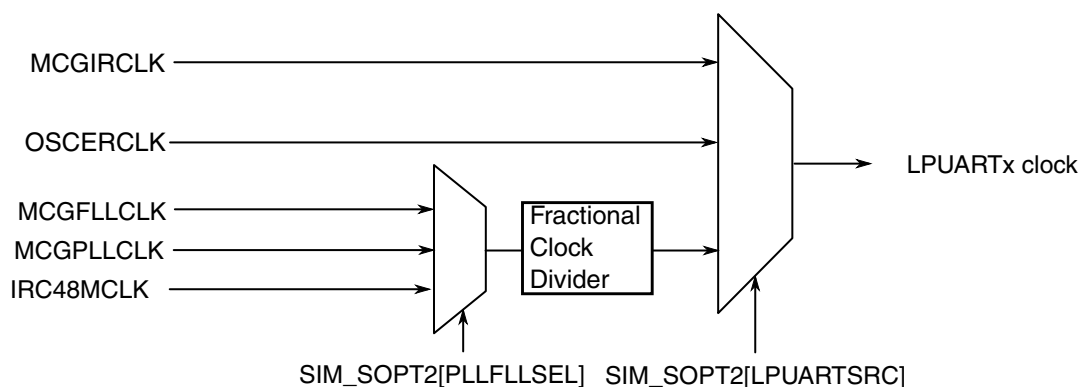 MCGIRCLK
OSCERCLK
MCGFLLCLK
MCGPLLCLK
IRC48MCLK
Fractional
Clock
Divider
LPUARTx clock
SIM_SOPT2[PLLFLLSEL]
SIM_SOPT2[LPUARTSRC]